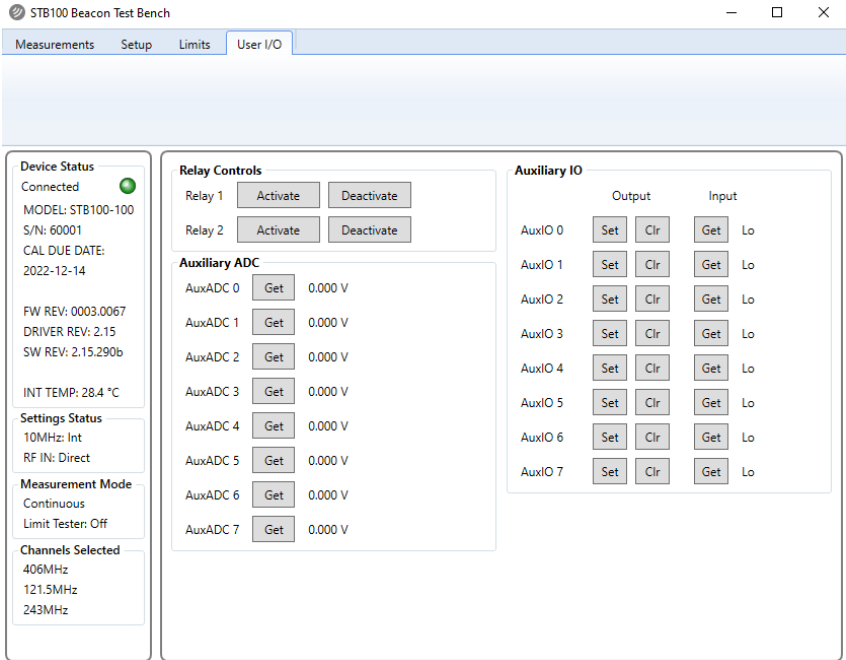 STB100 Beacon Test Bench
Measurements Setup Limits User I/O
Device Status
Connected
MODEL: STB100-100
S/N: 60001
CAL DUE DATE:
2022-12-14
FW REV: 0003.0067
DRIVER REV: 2.15
SW REV: 2.15.290b
INT TEMP: 28.4 °C
Settings Status
10MHz: Int
RF IN: Direct
Measurement Mode
Continuous
Limit Tester: Off
Channels Selected
406MHz
121.5MHz
243MHz
Relay Controls
Relay 1 Activate Deactivate
Relay 2 Activate Deactivate
Auxiliary ADC
AuxADC 0 Get 0.000 V
AuxADC 1 Get 0.000 V
AuxADC 2 Get 0.000 V
AuxADC 3 Get 0.000 V
AuxADC 4 Get 0.000 V
AuxADC 5 Get 0.000 V
AuxADC 6 Get 0.000 V
AuxADC 7 Get 0.000 V
Auxiliary IO
Output Input
AuxIO 0 Set Clr Get Lo
AuxIO 1 Set Clr Get Lo
AuxIO 2 Set Clr Get Lo
AuxIO 3 Set Clr Get Lo
AuxIO 4 Set Clr Get Lo
AuxIO 5 Set Clr Get Lo
AuxIO 6 Set Clr Get Lo
AuxIO 7 Set Clr Get Lo